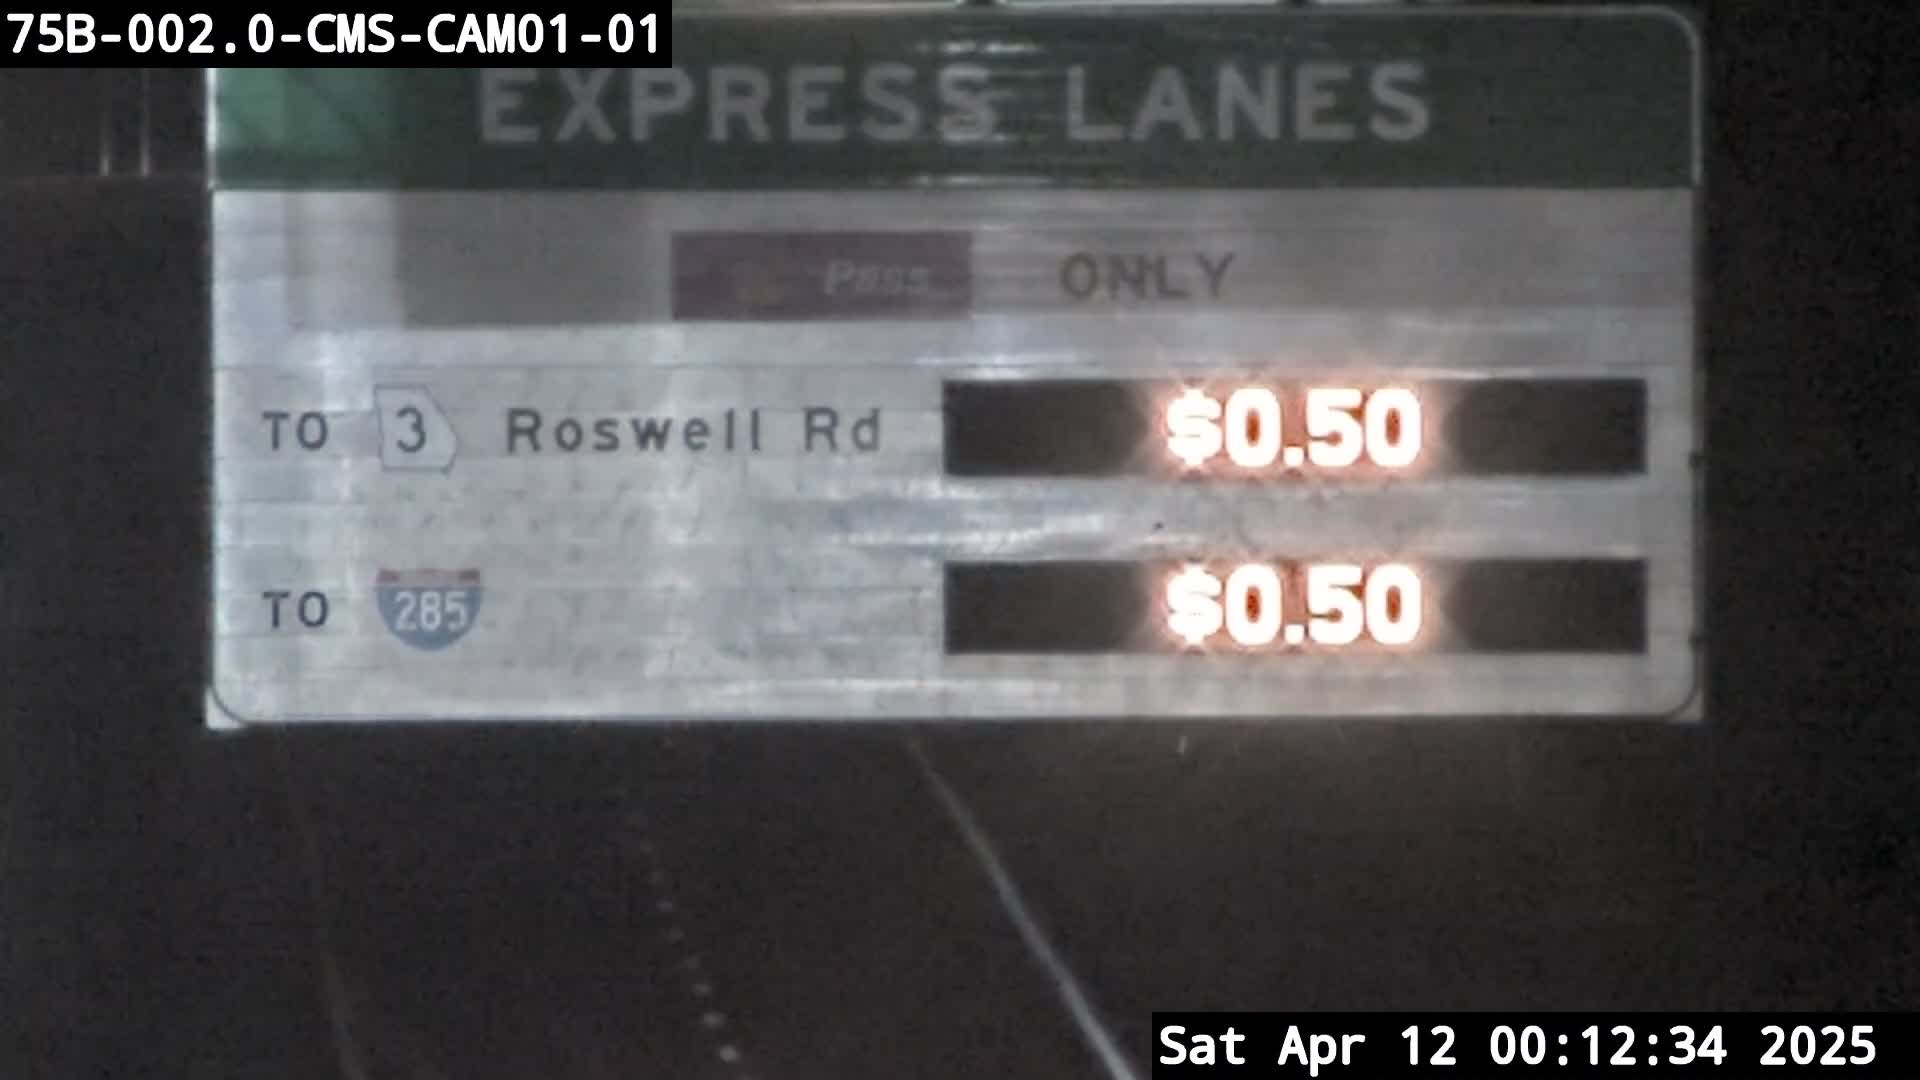 75B-002.0-CMS-CAM01-01
EXPRESS LANES
Pass ONLY
TO 3 Roswell Rd $0.50
TO 285 $0.50
Sat Apr 12 00:12:34 2025